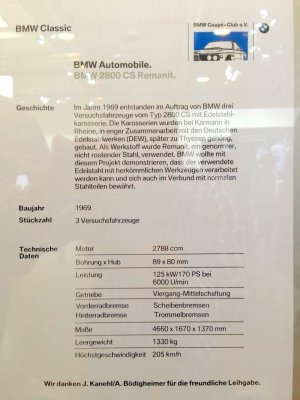 BMW Classic
BMW Coupé-Club e.V.
BMW Automobile.
BMW 2800 CS Remanit.
Geschichte
Im Jahre 1969 entstanden im Auftrag von BMW drei
Versuchsfahrzeuge vom Typ 2800 CS mit Edelstahl-
karosserie. Die Karosserien wurden bei Karmann in
Rheine, in enger Zusammenarbeit mit den Deutschen
Edelstahlwerken (DEW), später zu Thyssen gehörig,
gebaut. Als Werkstoff wurde Remanit, ein genormter,
nicht rostender Stahl, verwendet. BMW wollte mit
diesem Projekt demonstrieren, dass der verwendete
Edelstahl mit herkömmlichen Werkzeugen verarbeitet
werden kann und sich auch im Verbund mit normalen
Stahlteilen bewährt.
Baujahr 1969
Stückzahl 3 Versuchsfahrzeuge
Technische Daten
Motor 2788 ccm
Bohrung x Hub 89 x 80 mm
Leistung 125 kW/170 PS bei
6000 U/min
Getriebe Viergang-Mittelschaltung
Vorderradbremse Scheibenbremsen
Hinterradbremse Trommelbremsen
Maße 4660 x 1670 x 1370 mm
Leergewicht 1330 kg
Höchstgeschwindigkeit 205 km/h
Wir danken J. Kanehl/A. Bödigheimer für die freundliche Leihgabe.